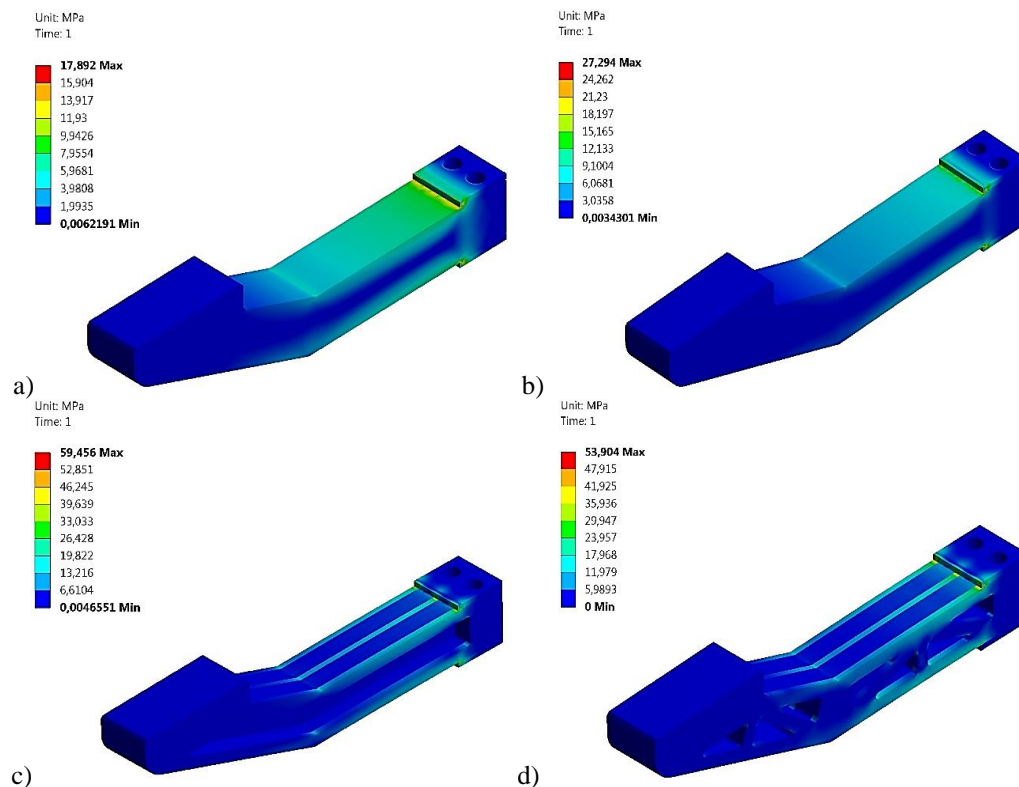 Unit: MPa
Time: 1
17,892 Max
15,904
13,917
11,93
9,9426
7,9554
5,9681
3,9808
1,9935
0,0062191 Min
a)
Unit: MPa
Time: 1
27,294 Max
24,262
21,23
18,197
15,165
12,133
9,1004
6,0681
3,0358
0,0034301 Min
b)
Unit: MPa
Time: 1
59,456 Max
52,851
46,245
39,639
33,033
26,428
19,822
13,216
6,6104
0,0046551 Min
c)
Unit: MPa
Time: 1
53,904 Max
47,915
41,925
35,936
29,947
23,957
17,968
11,979
5,9893
0 Min
d)